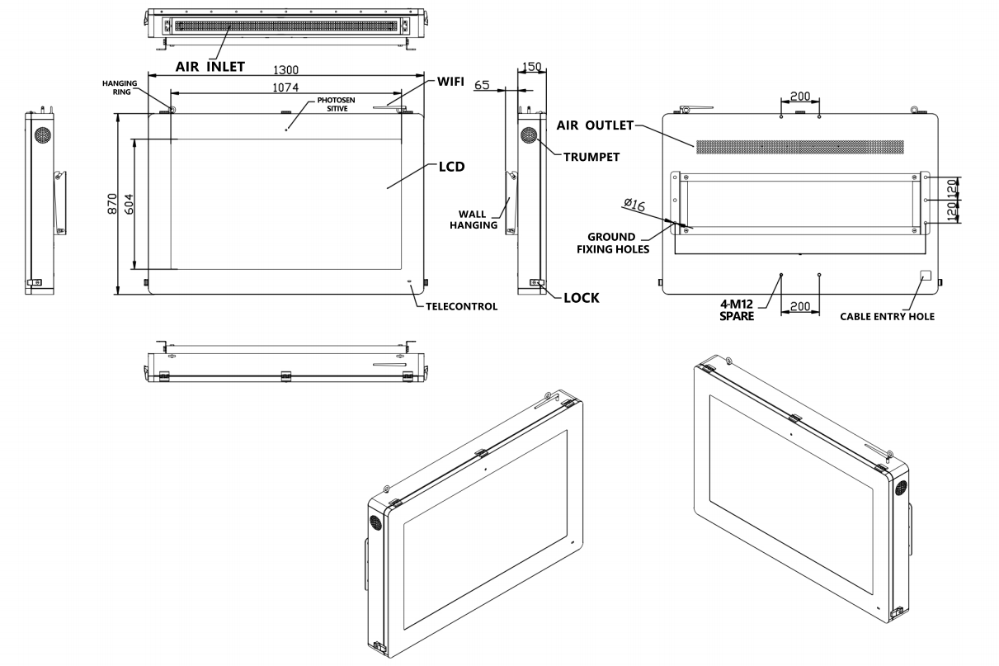 AIR INLET
1300
150
HANGING
RING
1074
WIFI
65
PHOTOSEN
SITIVE
200
AIR OUTLET
TRUMPET
LCD
870
604
WALL
HANGING
Ø16
120
120
GROUND
FIXING HOLES
LOCK
TELECONTROL
4-M12
SPARE
200
CABLE ENTRY HOLE